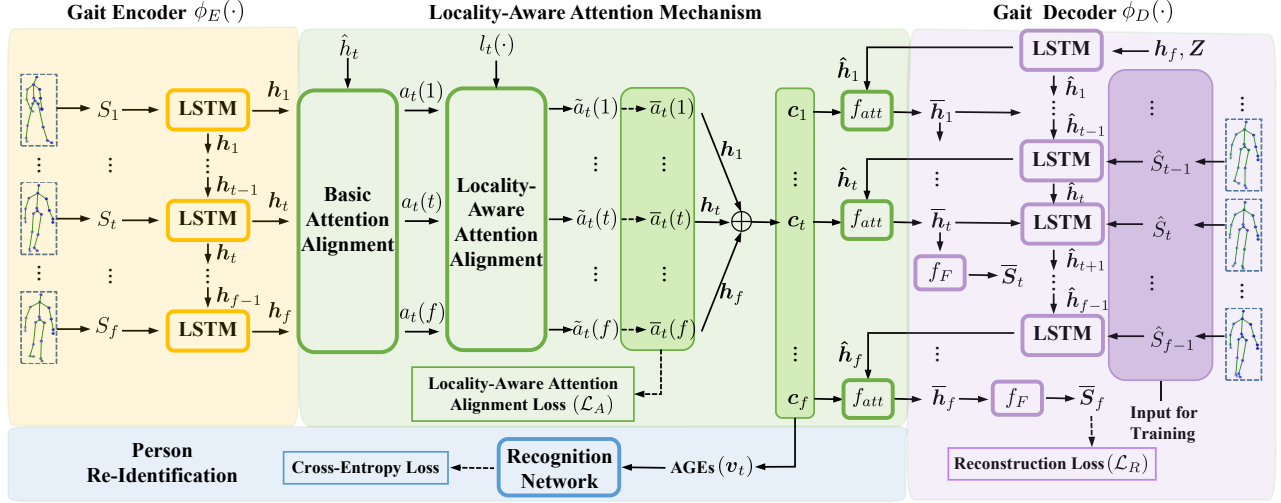 Gait Encoder ϕ_E(·)
Locality-Aware Attention Mechanism
Gait Decoder ϕ_D(·)
ĥ_t
l_t(·)
LSTM
h_f, Z
S_1
LSTM
h_1
a_t(1)
ã_t(1)
a̅_t(1)
c_1
ĥ_1
f_att
h̅_1
ĥ_1
...
h_1
...
h_{t-1}
...
h_1
...
ĥ_{t-1}
LSTM
Ŝ_{t-1}
S_t
LSTM
h_t
Basic
Attention
Alignment
a_t(t)
Locality-
Aware
Attention
Alignment
ã_t(t)
a̅_t(t)
h_t
c_t
ĥ_t
f_att
h̅_t
ĥ_t
LSTM
Ŝ_t
h_t
...
h_{f-1}
...
h_f
f_F
S̅_t
ĥ_{t+1}
...
ĥ_{f-1}
S_f
LSTM
h_f
a_t(f)
ã_t(f)
a̅_t(f)
...
ĥ_f
LSTM
Ŝ_{f-1}
Locality-Aware Attention
Alignment Loss (ℒ_A)
c_f
f_att
h̅_f
f_F
S̅_f
Input for
Training
Person
Re-Identification
Cross-Entropy Loss
Recognition
Network
AGEs (v_t)
Reconstruction Loss (ℒ_R)